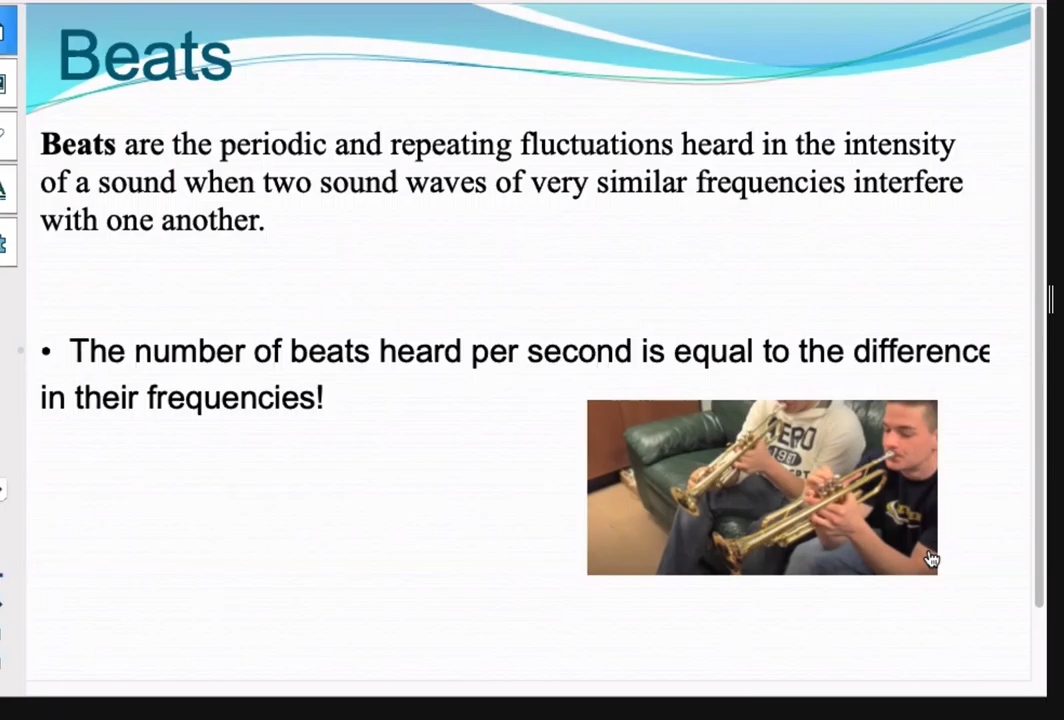 Beats
Beats are the periodic and repeating fluctuations heard in the intensity
of a sound when two sound waves of very similar frequencies interfere
with one another.
• The number of beats heard per second is equal to the difference
in their frequencies!